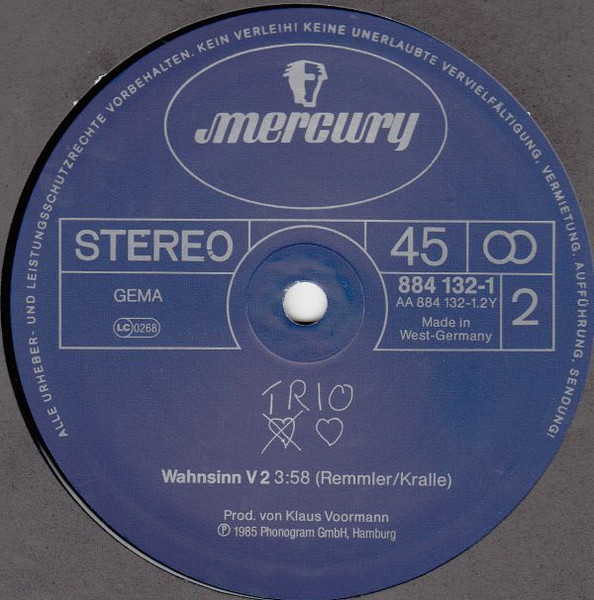 ALLE URHEBER- UND LEISTUNGSSCHUTZRECHTE VORBEHALTEN. KEIN VERLEIH! KEINE UNERLAUBTE VERVIELFÄLTIGUNG, VERMIETUNG, AUFFÜHRUNG, SENDUNG!
mercury
STEREO
45
GEMA
LC 0268
884 132-1
AA 884 132-1.2Y
Made in
West-Germany
2
TRIO
Wahnsinn V 2 3:58 (Remmler/Kralle)
Prod. von Klaus Voormann
℗ 1985 Phonogram GmbH, Hamburg